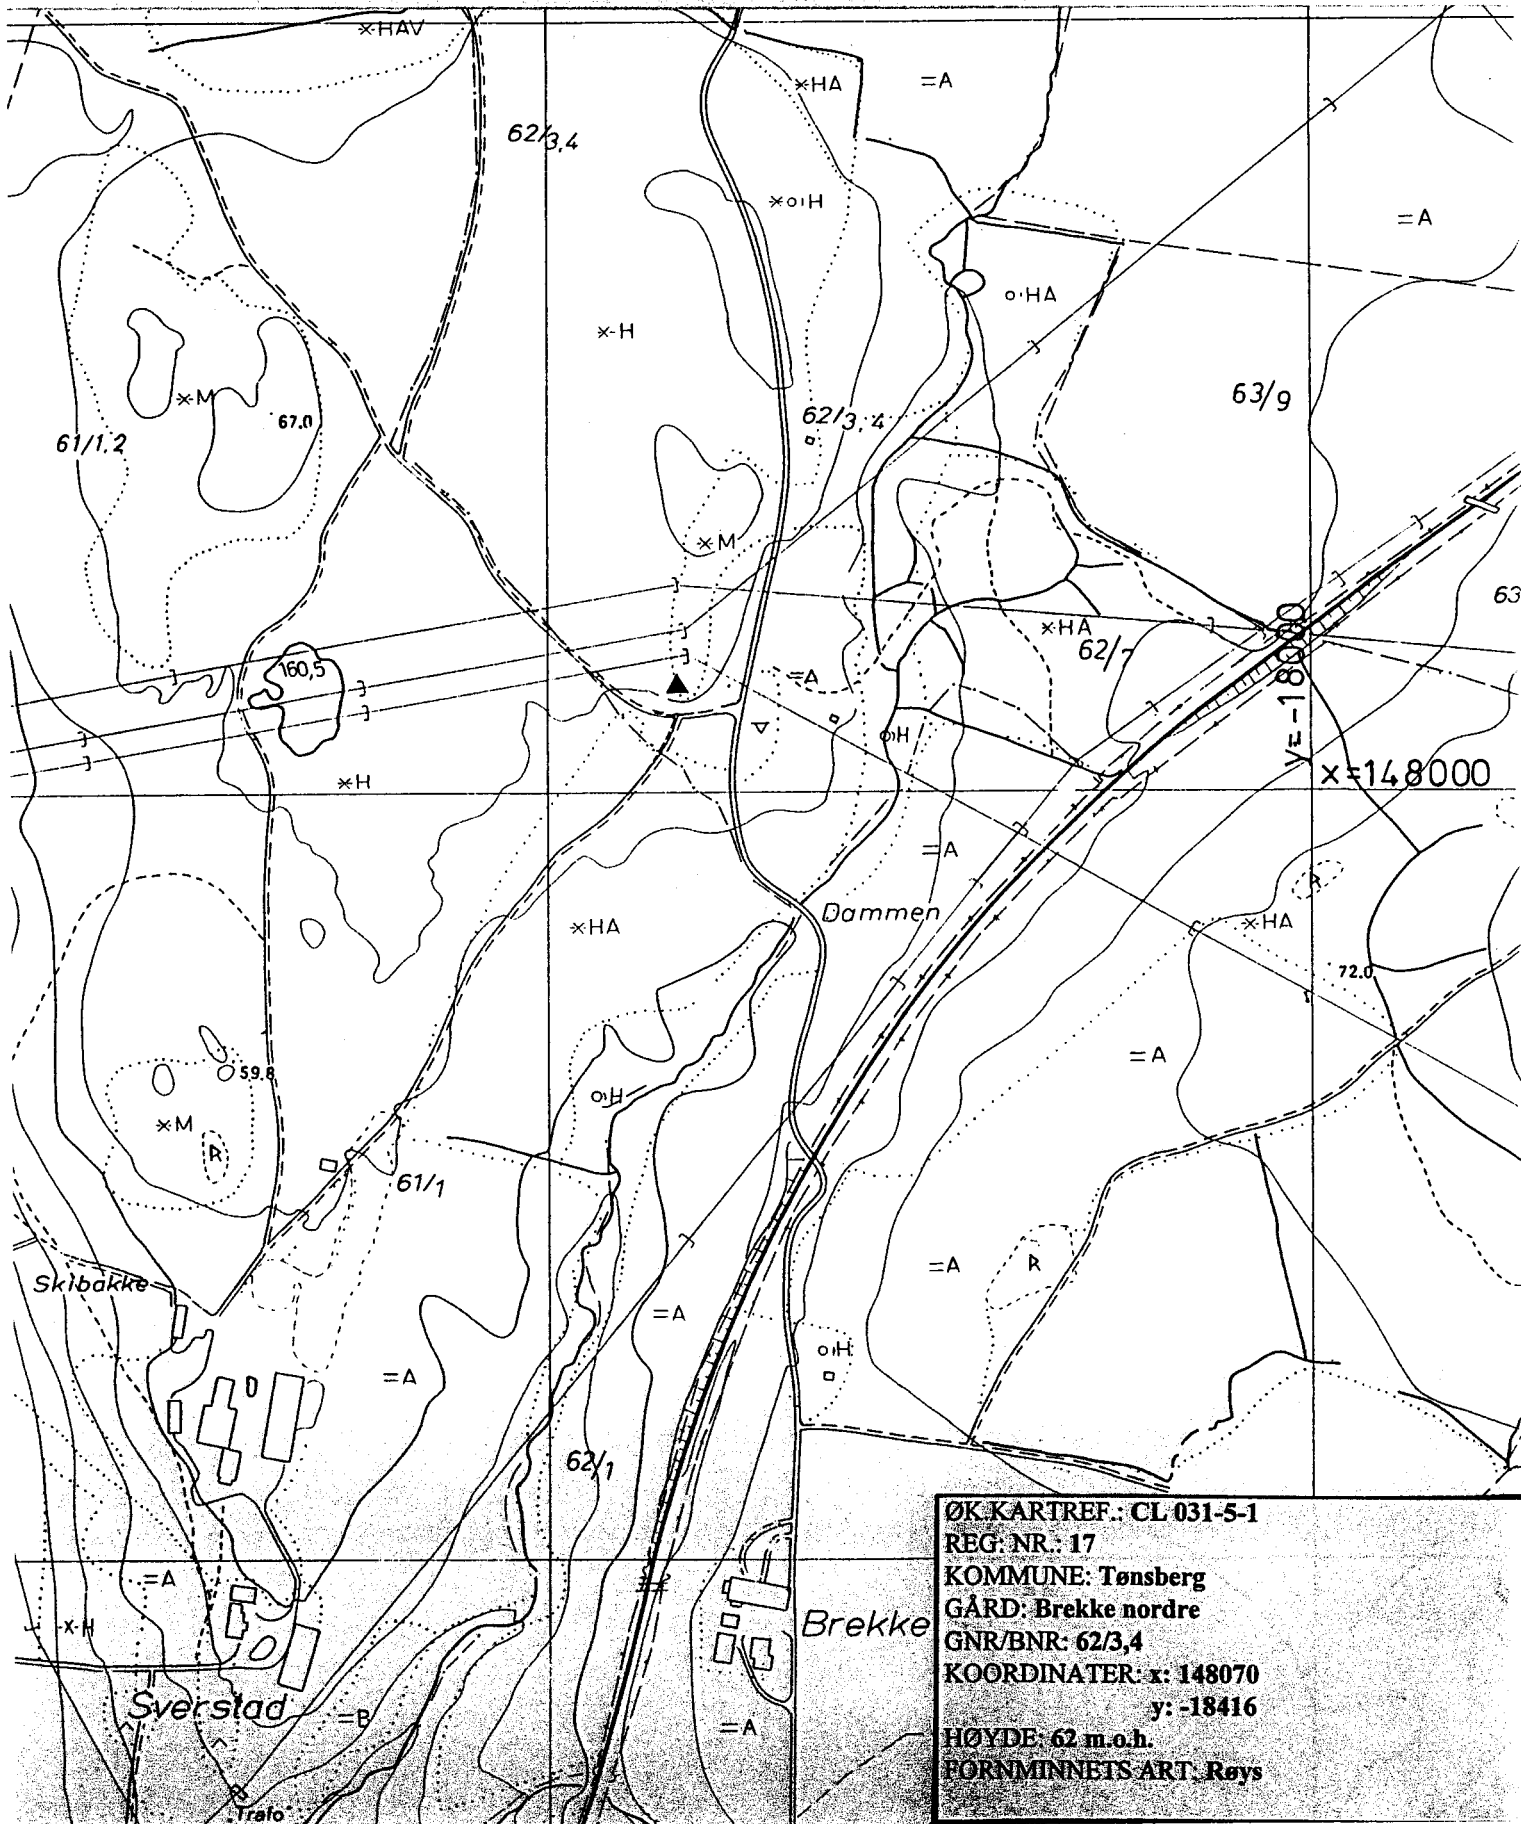 ×HAV
×HA
=A
62/3,4
×o·H
=A
o·HA
×-H
63/9
×M
67.0
62/3,4
61/1,2
×M
63
×HA
62/
160,5
=A
y=-18000
o·H
×H
x=148000
=A
R
Dammen
×HA
×HA
72.0
=A
59.8
o·H
×M
R
61/1
=A
R
Skibakke
=A
o·H
=A
62/1
=A
-X-H
Brekke
Sverstad
=B
=A
Trafo
ØK.KARTREF.: CL 031-5-1
REG: NR.: 17
KOMMUNE: Tønsberg
GÅRD: Brekke nordre
GNR/BNR: 62/3,4
KOORDINATER: x: 148070
y: -18416
HØYDE: 62 m.o.h.
FORNMINNETS ART: Røys